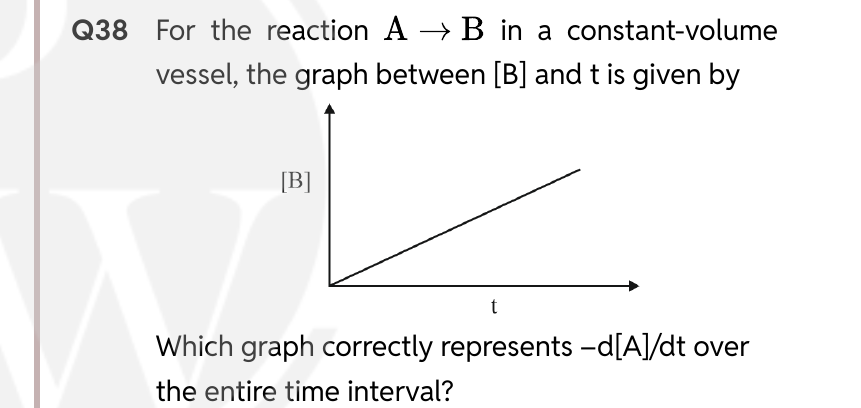 Q38 For the reaction A → B in a constant-volume
vessel, the graph between [B] and t is given by
[B]
t
Which graph correctly represents –d[A]/dt over
the entire time interval?